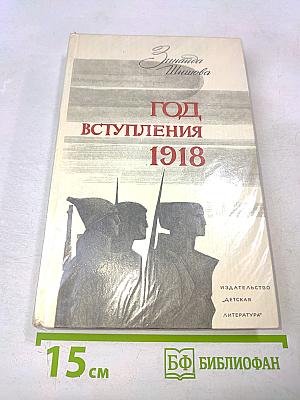 Зинаида
Шишова
ГОД
ВСТУПЛЕНИЯ
1918
ИЗДАТЕЛЬСТВО
„ДЕТСКАЯ
ЛИТЕРАТУРА"
15 см
БФ БИБЛИОФАН